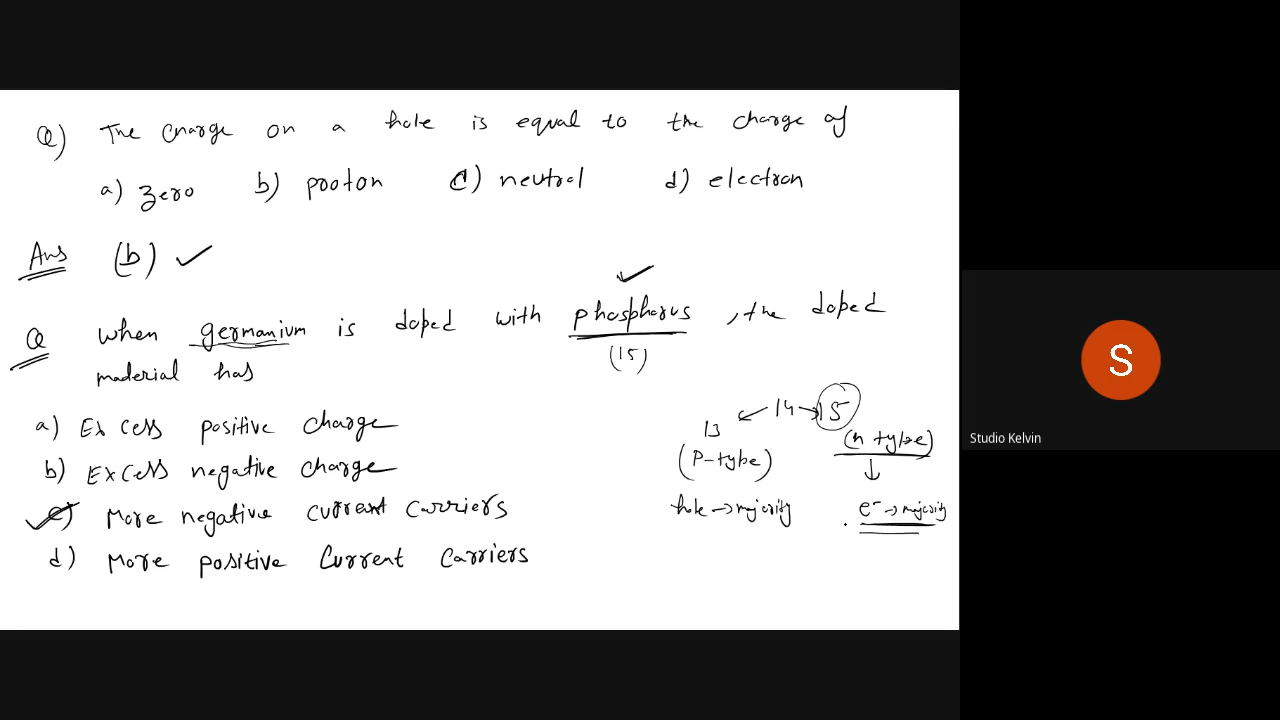 Q) The charge on a hole is equal to the charge of
a) zero b) proton c) neutral d) electron
Ans (b) ✓
Q When germanium is doped with phosphorus, the doped
(15)
maderial has
a) Excess positive charge
b) Excess negative charge
c) More negative current carriers
d) More positive Current carriers
13 ← 14 → 15
(P-type) (n type)
hole → majority e⁻ → majority
S
Studio Kelvin